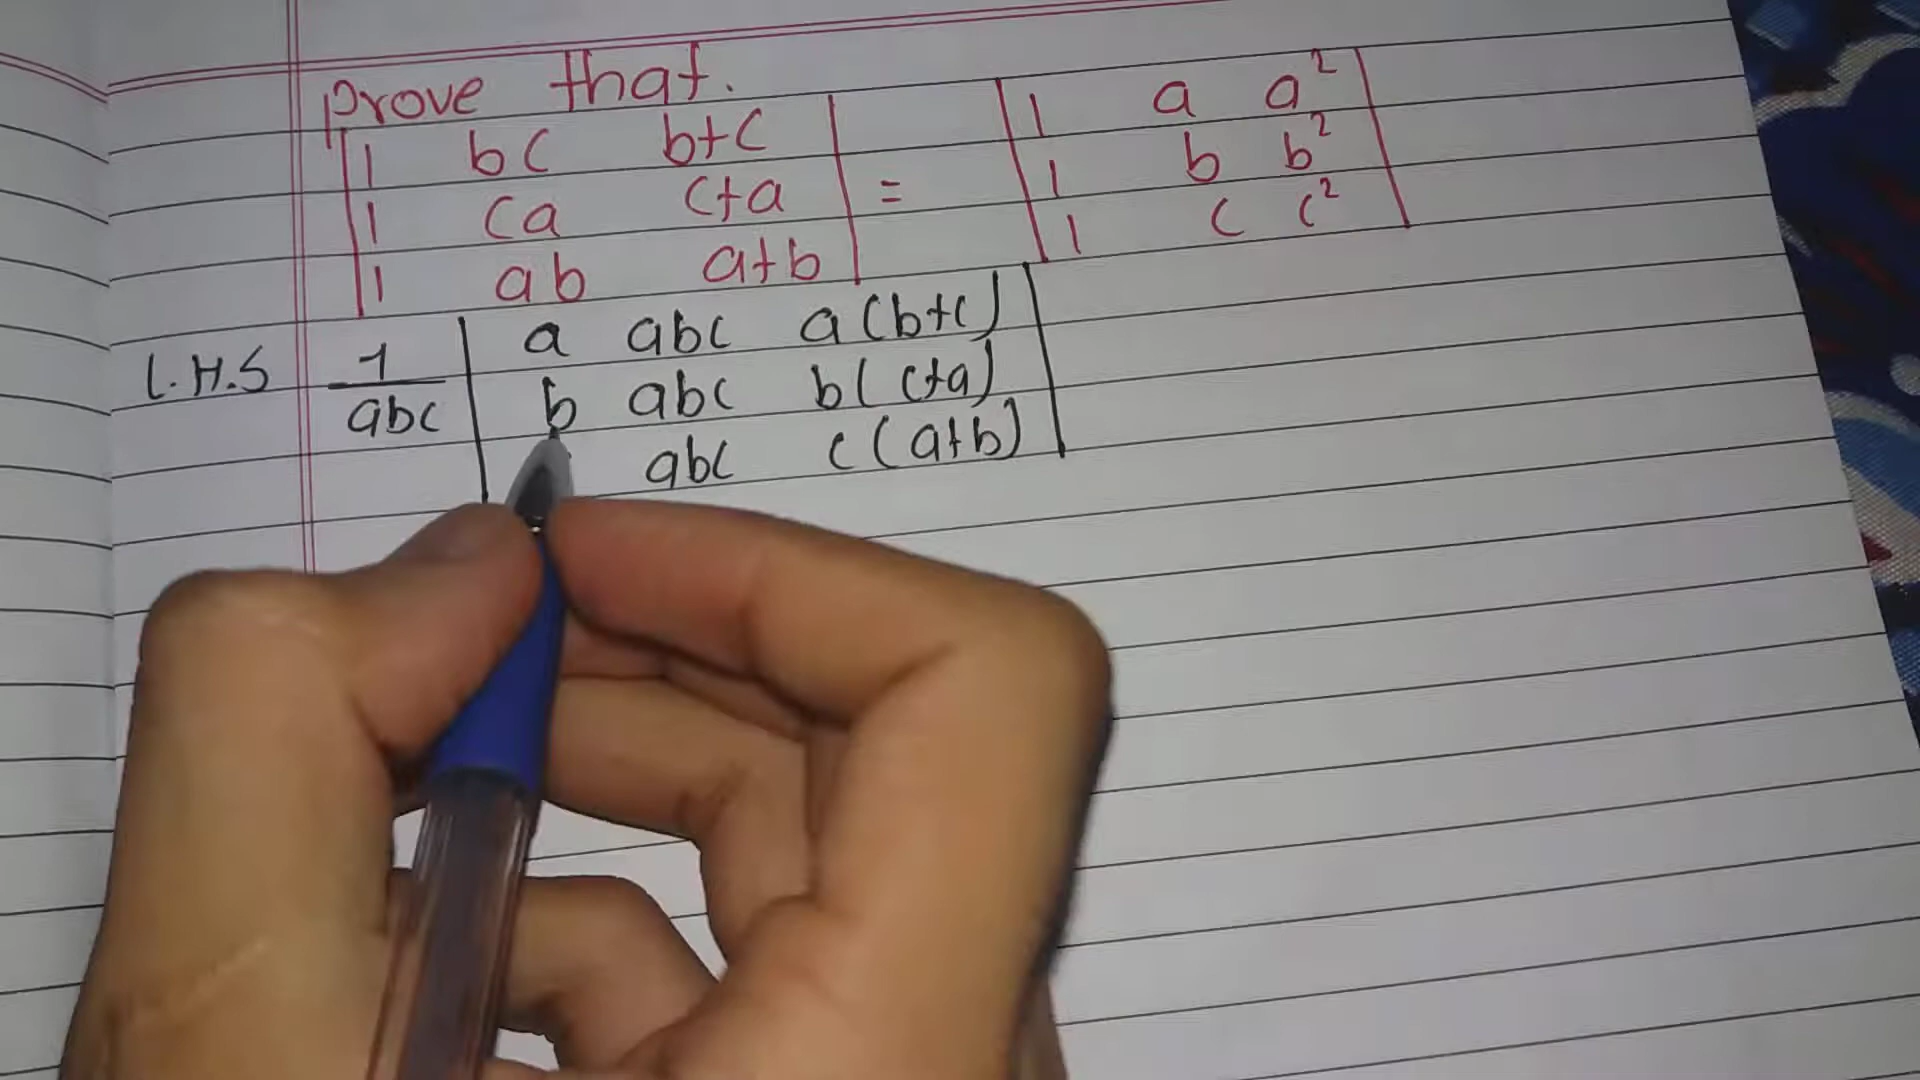 Prove that.
| 1 bc b+c | = | 1 a a² |
| 1 ca c+a | | 1 b b² |
| 1 ab a+b | | 1 c c² |
L.H.S 1/abc | a abc a(b+c) |
| b abc b(c+a) |
| abc c(a+b) |